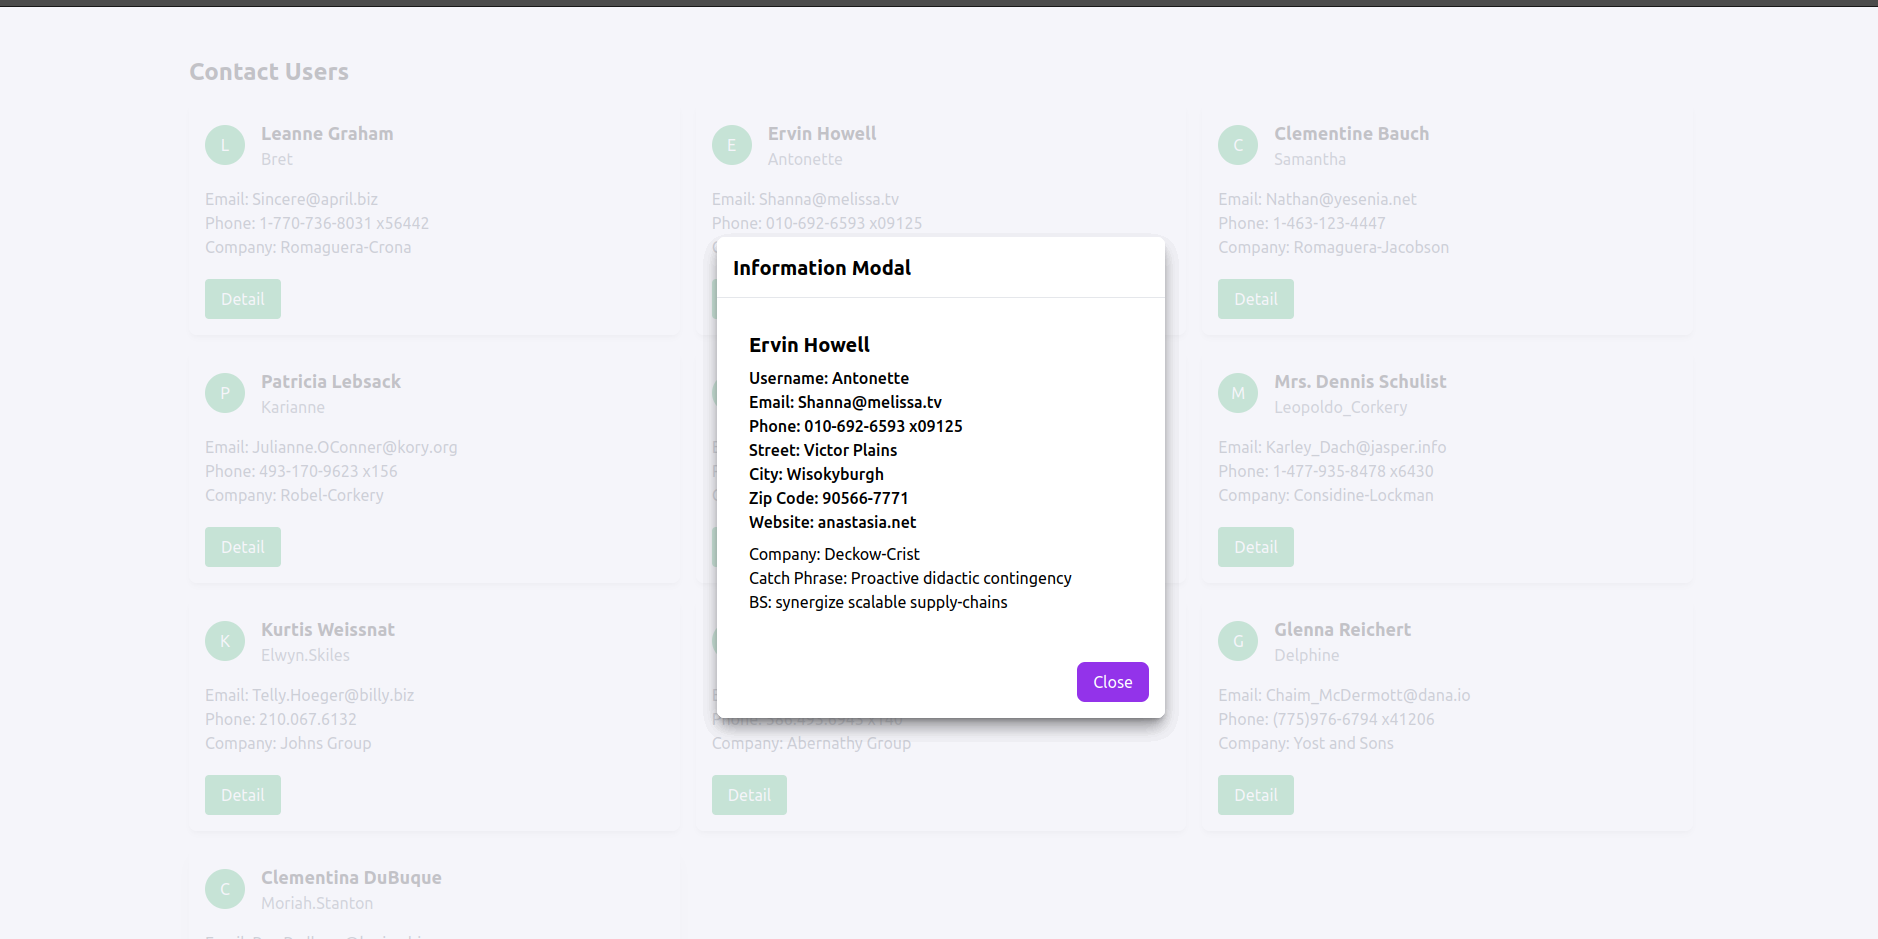 Contact Users
L
Leanne Graham
Bret
Email: Sincere@april.biz
Phone: 1-770-736-8031 x56442
Company: Romaguera-Crona
Detail
E
Ervin Howell
Antonette
Email: Shanna@melissa.tv
Phone: 010-692-6593 x09125
C
Clementine Bauch
Samantha
Email: Nathan@yesenia.net
Phone: 1-463-123-4447
Company: Romaguera-Jacobson
Detail
Information Modal
Ervin Howell
Username: Antonette
Email: Shanna@melissa.tv
Phone: 010-692-6593 x09125
Street: Victor Plains
City: Wisokyburgh
Zip Code: 90566-7771
Website: anastasia.net
Company: Deckow-Crist
Catch Phrase: Proactive didactic contingency
BS: synergize scalable supply-chains
Close
P
Patricia Lebsack
Karianne
Email: Julianne.OConner@kory.org
Phone: 493-170-9623 x156
Company: Robel-Corkery
Detail
M
Mrs. Dennis Schulist
Leopoldo_Corkery
Email: Karley_Dach@jasper.info
Phone: 1-477-935-8478 x6430
Company: Considine-Lockman
Detail
K
Kurtis Weissnat
Elwyn.Skiles
Email: Telly.Hoeger@billy.biz
Phone: 210.067.6132
Company: Johns Group
Detail
Phone: 586.493.6943 x140
Company: Abernathy Group
Detail
G
Glenna Reichert
Delphine
Email: Chaim_McDermott@dana.io
Phone: (775)976-6794 x41206
Company: Yost and Sons
Detail
C
Clementina DuBuque
Moriah.Stanton